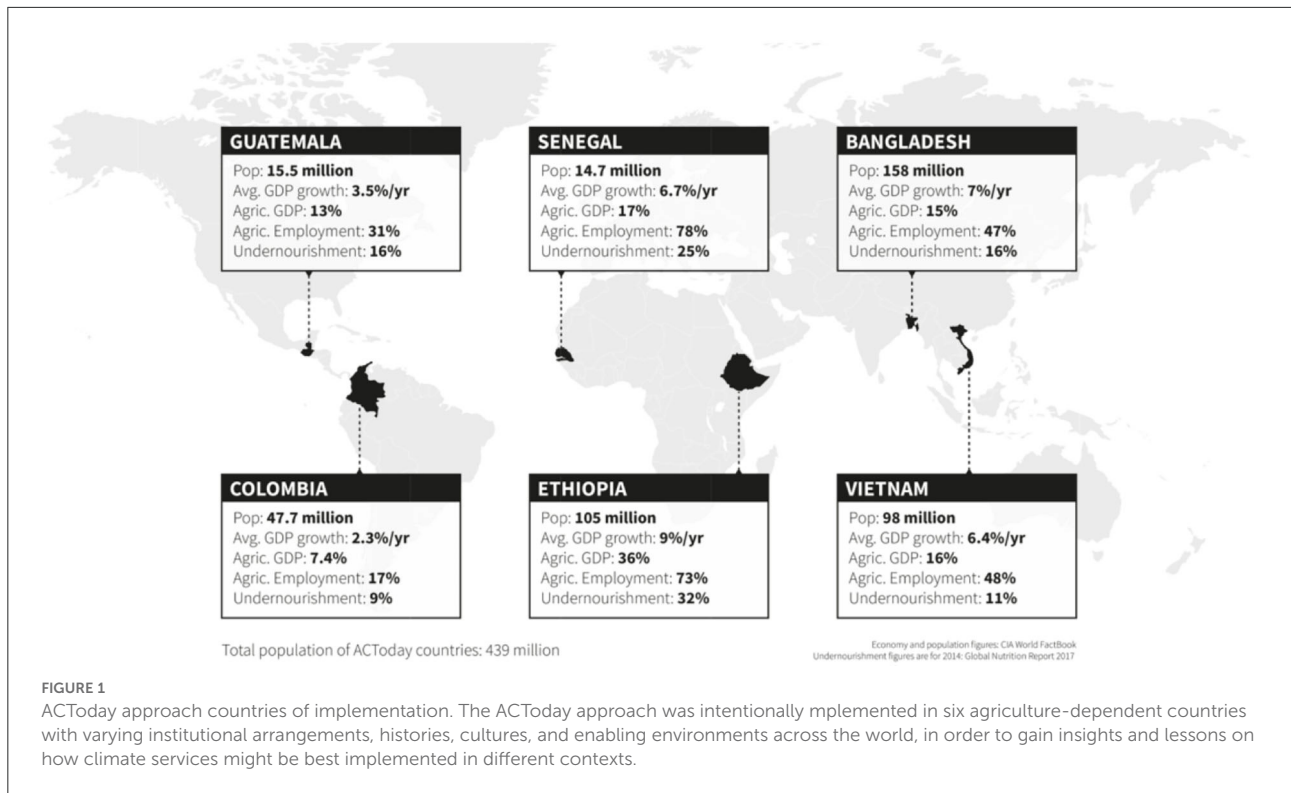 GUATEMALA
Pop: 15.5 million
Avg. GDP growth: 3.5%/yr
Agric. GDP: 13%
Agric. Employment: 31%
Undernourishment: 16%
SENEGAL
Pop: 14.7 million
Avg. GDP growth: 6.7%/yr
Agric. GDP: 17%
Agric. Employment: 78%
Undernourishment: 25%
BANGLADESH
Pop: 158 million
Avg. GDP growth: 7%/yr
Agric. GDP: 15%
Agric. Employment: 47%
Undernourishment: 16%
COLOMBIA
Pop: 47.7 million
Avg. GDP growth: 2.3%/yr
Agric. GDP: 7.4%
Agric. Employment: 17%
Undernourishment: 9%
ETHIOPIA
Pop: 105 million
Avg. GDP growth: 9%/yr
Agric. GDP: 36%
Agric. Employment: 73%
Undernourishment: 32%
VIETNAM
Pop: 98 million
Avg. GDP growth: 6.4%/yr
Agric. GDP: 16%
Agric. Employment: 48%
Undernourishment: 11%
Total population of ACToday countries: 439 million
Economy and population figures: CIA World FactBook
Undernourishment figures are for 2014: Global Nutrition Report 2017
FIGURE 1
ACToday approach countries of implementation. The ACToday approach was intentionally mplemented in six agriculture-dependent countries
with varying institutional arrangements, histories, cultures, and enabling environments across the world, in order to gain insights and lessons on
how climate services might be best implemented in different contexts.